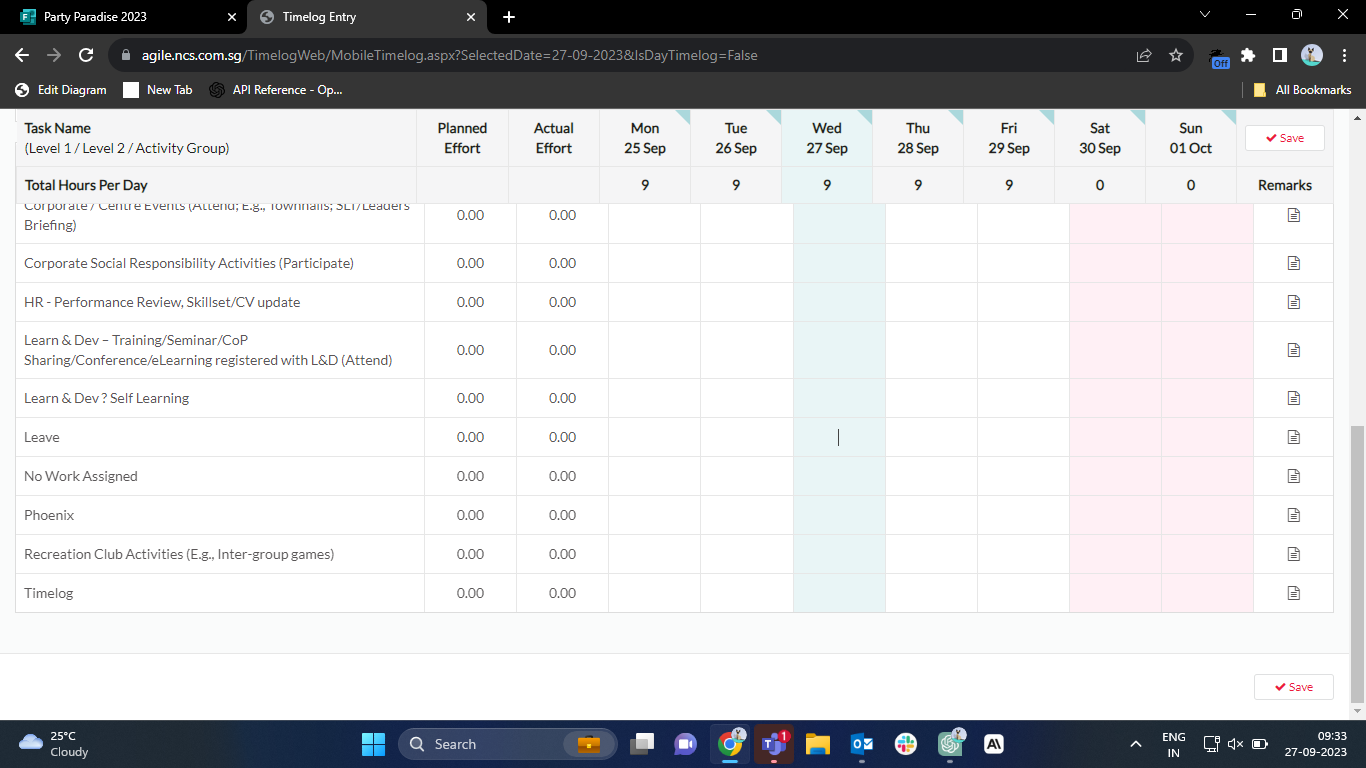 Party Paradise 2023
Timelog Entry
agile.ncs.com.sg/TimelogWeb/MobileTimelog.aspx?SelectedDate=27-09-2023&IsDayTimelog=False
Off
Edit Diagram
New Tab
API Reference - Op...
All Bookmarks
Task Name
(Level 1 / Level 2 / Activity Group)
Planned
Effort
Actual
Effort
Mon
25 Sep
Tue
26 Sep
Wed
27 Sep
Thu
28 Sep
Fri
29 Sep
Sat
30 Sep
Sun
01 Oct
Save
Total Hours Per Day 9 9 9 9 9 0 0 Remarks
Corporate / Centre Events (Attend; E.g., Townhalls; SLT/Leaders
Briefing) 0.00 0.00
Corporate Social Responsibility Activities (Participate) 0.00 0.00
HR - Performance Review, Skillset/CV update 0.00 0.00
Learn & Dev – Training/Seminar/CoP
Sharing/Conference/eLearning registered with L&D (Attend) 0.00 0.00
Learn & Dev ? Self Learning 0.00 0.00
Leave 0.00 0.00
No Work Assigned 0.00 0.00
Phoenix 0.00 0.00
Recreation Club Activities (E.g., Inter-group games) 0.00 0.00
Timelog 0.00 0.00
Save
25°C
Cloudy
Search
1
ENG
IN
09:33
27-09-2023